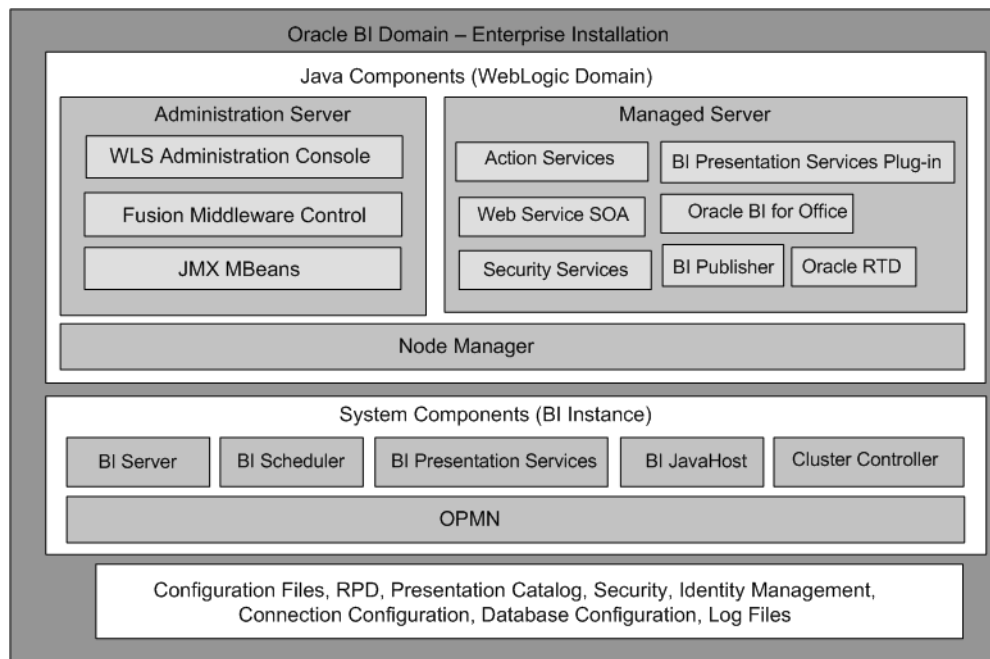 Oracle BI Domain – Enterprise Installation
Java Components (WebLogic Domain)
Administration Server
WLS Administration Console
Fusion Middleware Control
JMX MBeans
Managed Server
Action Services
BI Presentation Services Plug-in
Web Service SOA
Oracle BI for Office
Security Services
BI Publisher
Oracle RTD
Node Manager
System Components (BI Instance)
BI Server
BI Scheduler
BI Presentation Services
BI JavaHost
Cluster Controller
OPMN
Configuration Files, RPD, Presentation Catalog, Security, Identity Management,
Connection Configuration, Database Configuration, Log Files